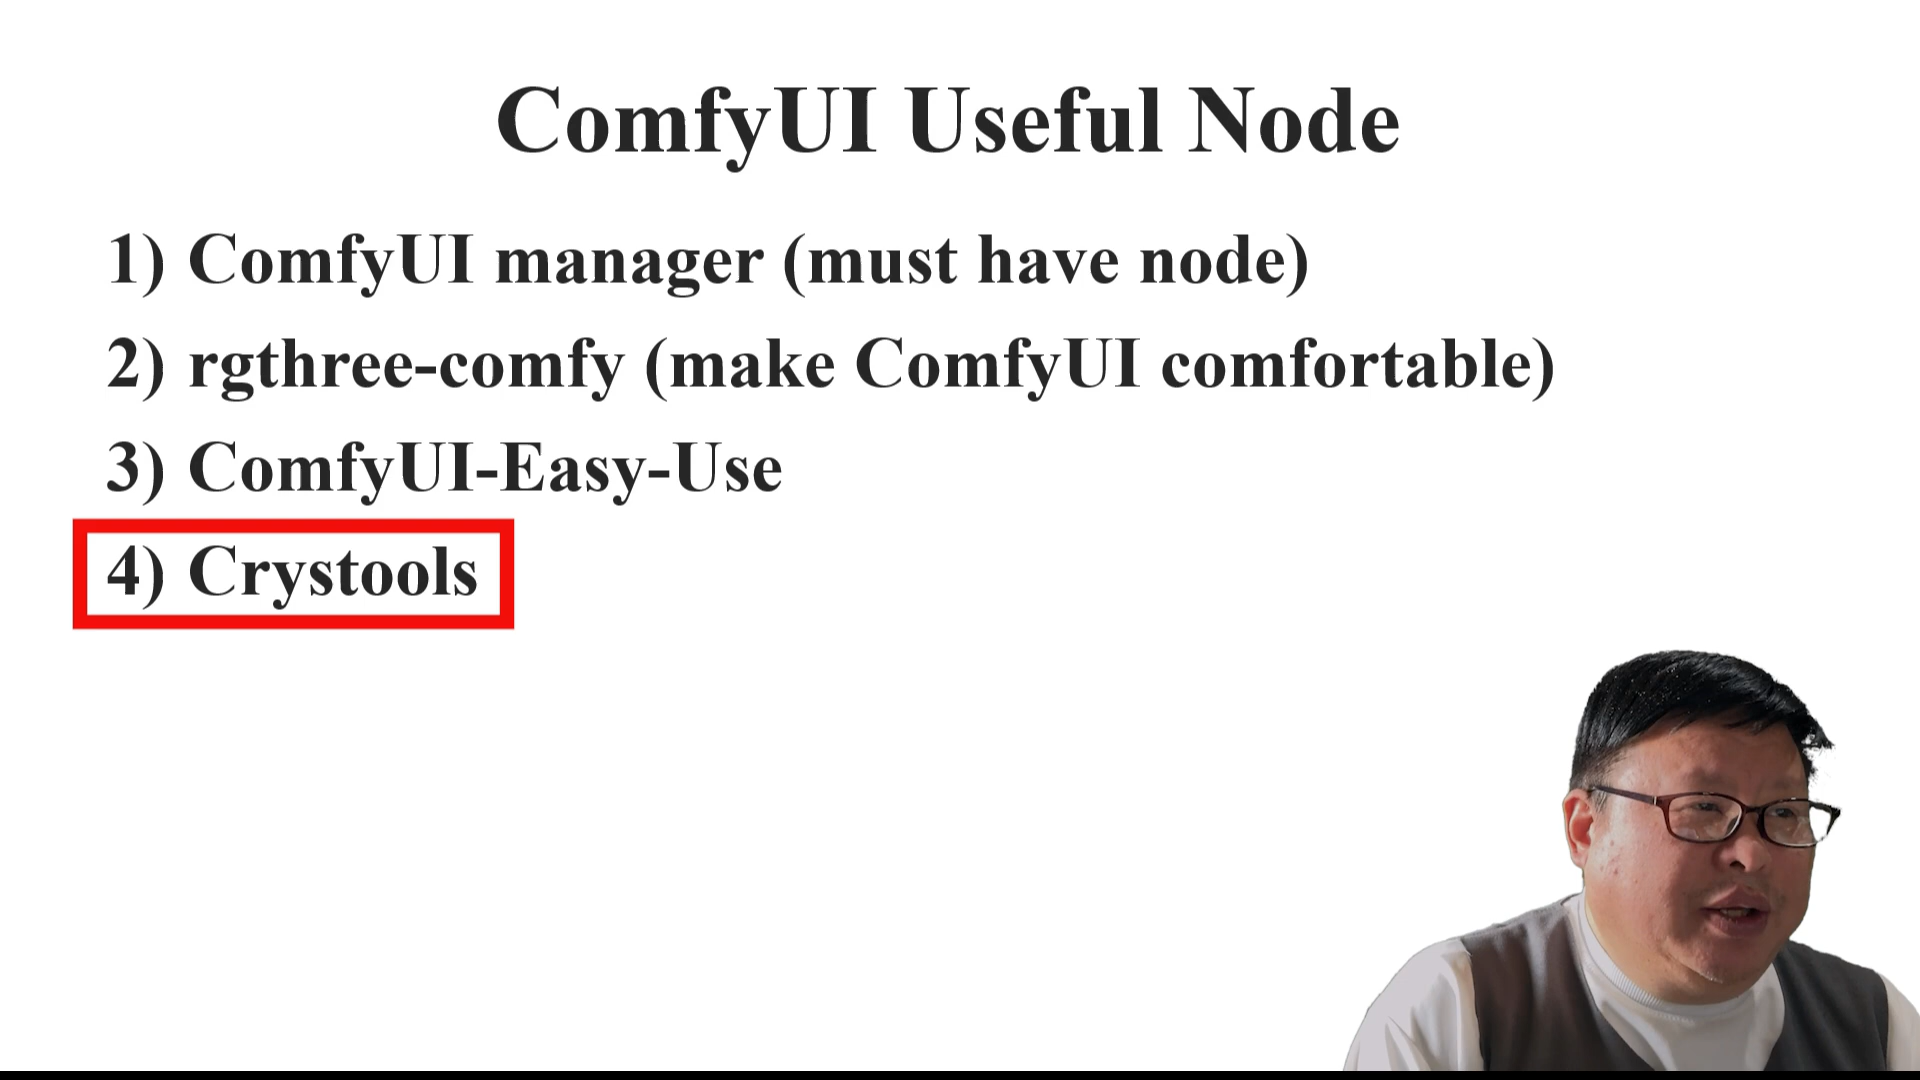 ComfyUI Useful Node
1) ComfyUI manager (must have node)
2) rgthree-comfy (make ComfyUI comfortable)
3) ComfyUI-Easy-Use
4) Crystools